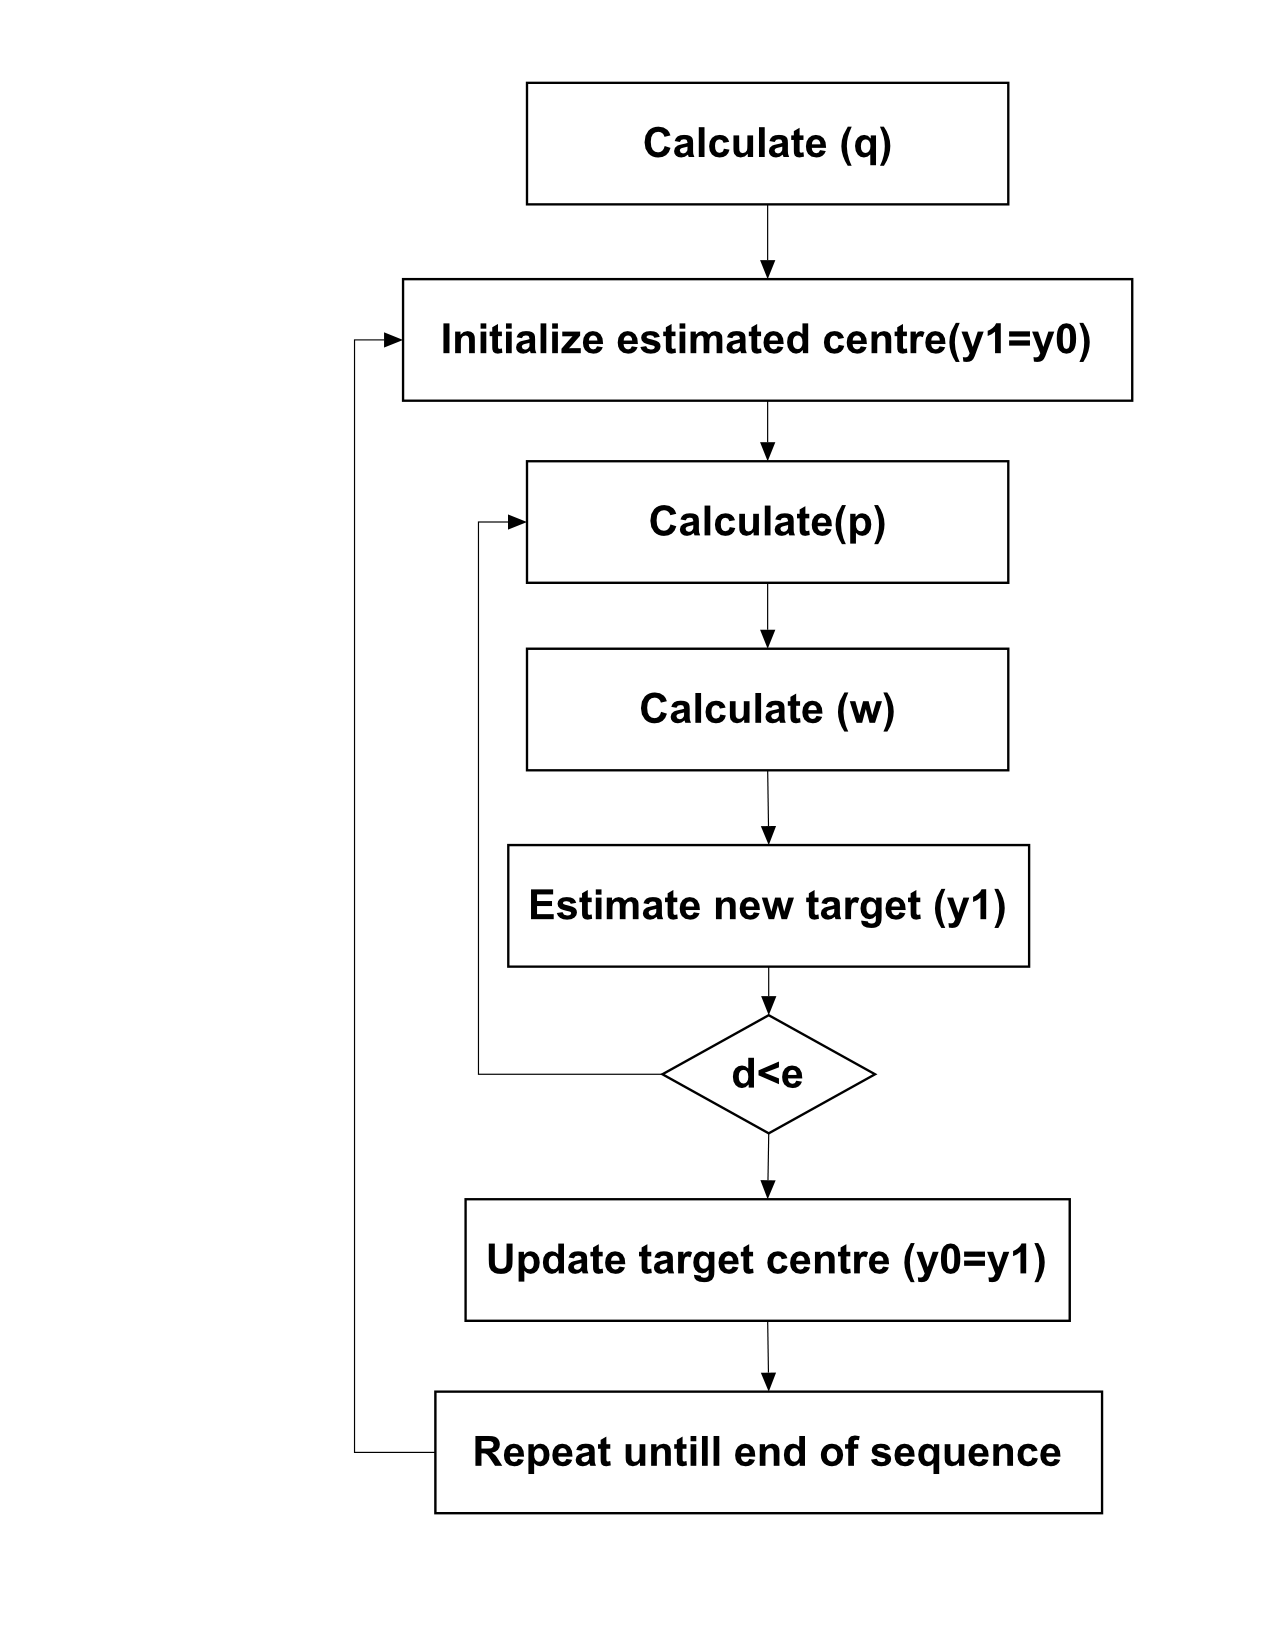 Calculate (q)
Initialize estimated centre(y1=y0)
Calculate(p)
Calculate (w)
Estimate new target (y1)
d<e
Update target centre (y0=y1)
Repeat untill end of sequence